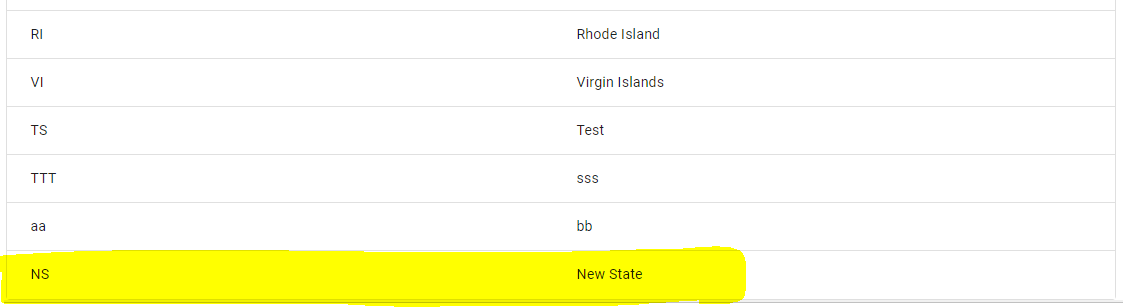 RI Rhode Island
VI Virgin Islands
TS Test
TTT sss
aa bb
NS New State